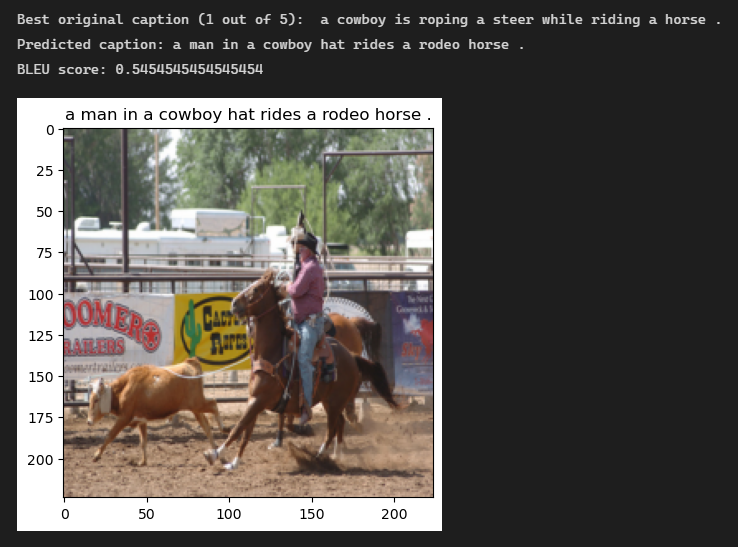 Best original caption (1 out of 5):  a cowboy is roping a steer while riding a horse .
Predicted caption: a man in a cowboy hat rides a rodeo horse .
BLEU score: 0.5454545454545454
a man in a cowboy hat rides a rodeo horse .
0
25
50
75
100
125
150
175
200
OOMER
RAILERS
oomertrailers
0
50
100
150
200